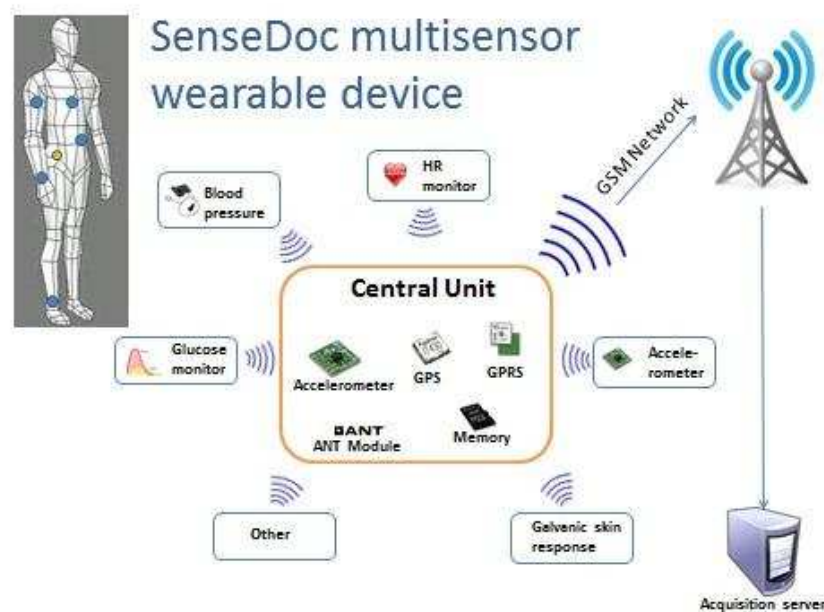 SenseDoc multisensor
wearable device
GSM Network
HR
monitor
Blood
pressure
Central Unit
Glucose
monitor
Accelerometer
GPS
GPRS
Accele-
rometer
ANT
ANT Module
Memory
Other
Galvanic skin
response
Acquisition server